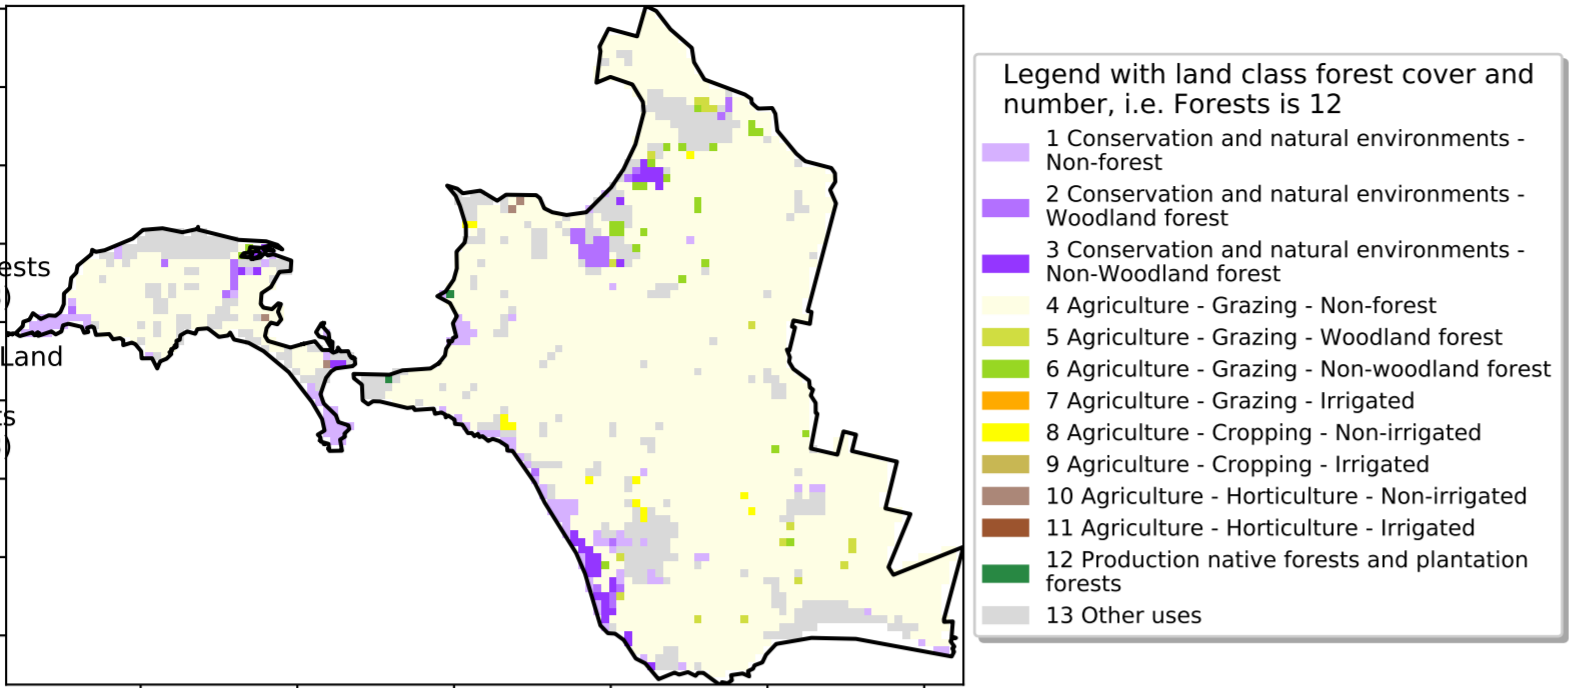 ests
)
Land
ts
)
Legend with land class forest cover and
number, i.e. Forests is 12
1 Conservation and natural environments -
Non-forest
2 Conservation and natural environments -
Woodland forest
3 Conservation and natural environments -
Non-Woodland forest
4 Agriculture - Grazing - Non-forest
5 Agriculture - Grazing - Woodland forest
6 Agriculture - Grazing - Non-woodland forest
7 Agriculture - Grazing - Irrigated
8 Agriculture - Cropping - Non-irrigated
9 Agriculture - Cropping - Irrigated
10 Agriculture - Horticulture - Non-irrigated
11 Agriculture - Horticulture - Irrigated
12 Production native forests and plantation
forests
13 Other uses